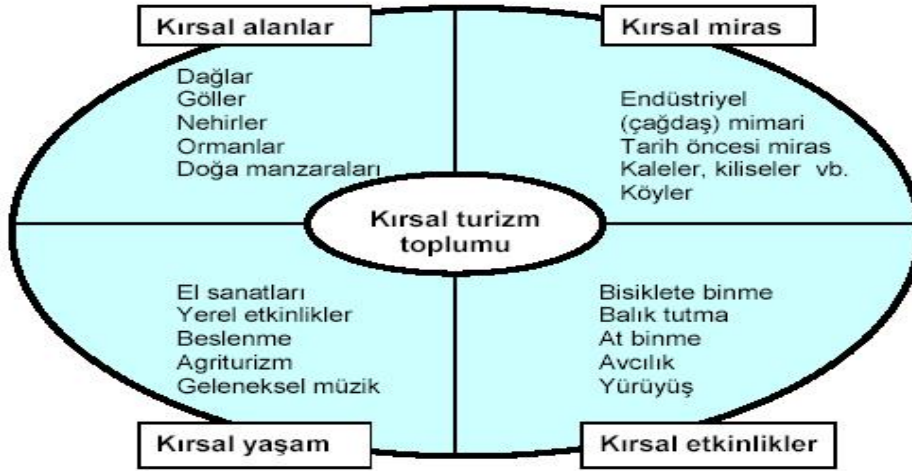 Kırsal alanlar
Dağlar
Göller
Nehirler
Ormanlar
Doğa manzaraları
Kırsal miras
Endüstriyel
(çağdaş) mimari
Tarih öncesi miras
Kaleler, kiliseler vb.
Köyler
Kırsal turizm
toplumu
El sanatları
Yerel etkinlikler
Beslenme
Agriturizm
Geleneksel müzik
Kırsal yaşam
Bisiklete binme
Balık tutma
At binme
Avcılık
Yürüyüş
Kırsal etkinlikler